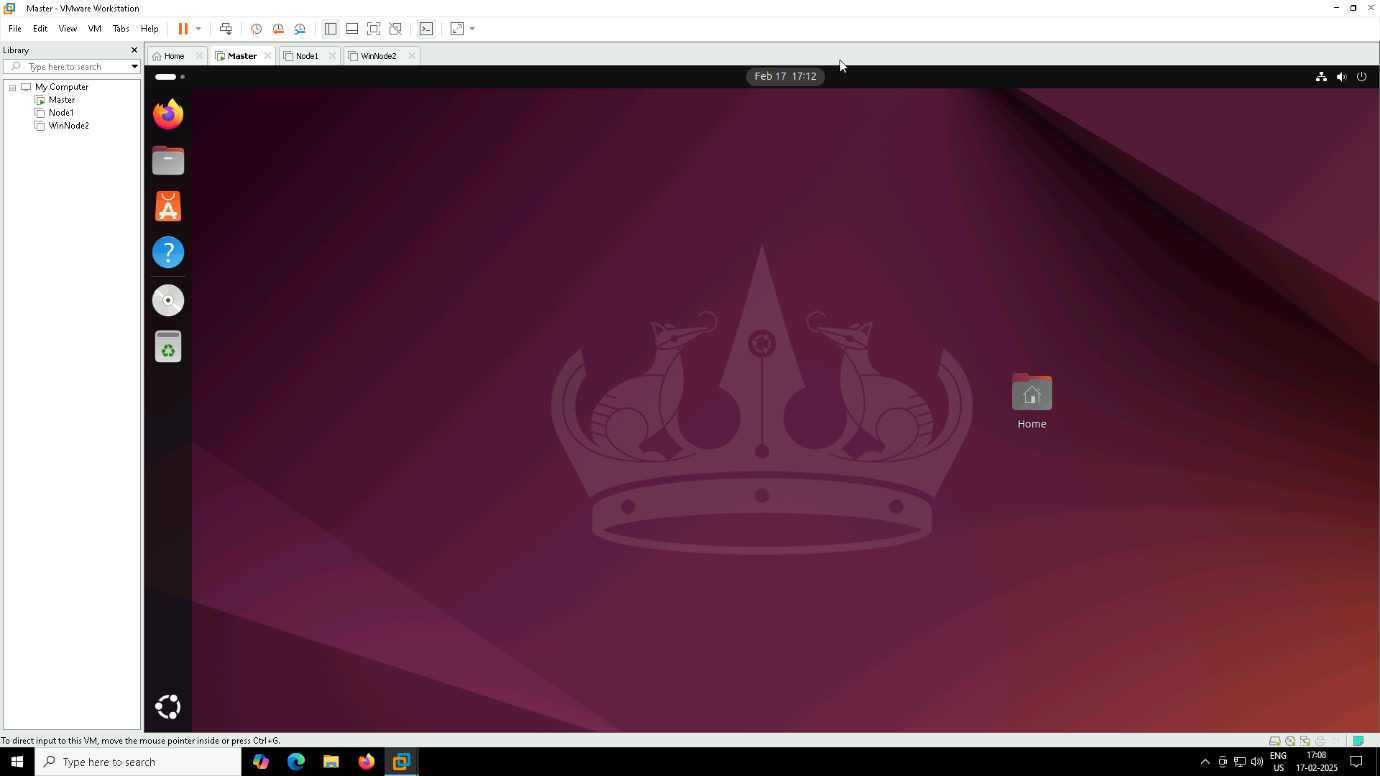 Master - VMware Workstation
File Edit View VM Tabs Help
Library
Type here to search
My Computer
Master
Node1
WinNode2
Home Master Node1 WinNode2
Feb 17 17:12
Home
To direct input to this VM, move the mouse pointer inside or press Ctrl+G.
Type here to search
ENG
US
17:08
17-02-2025